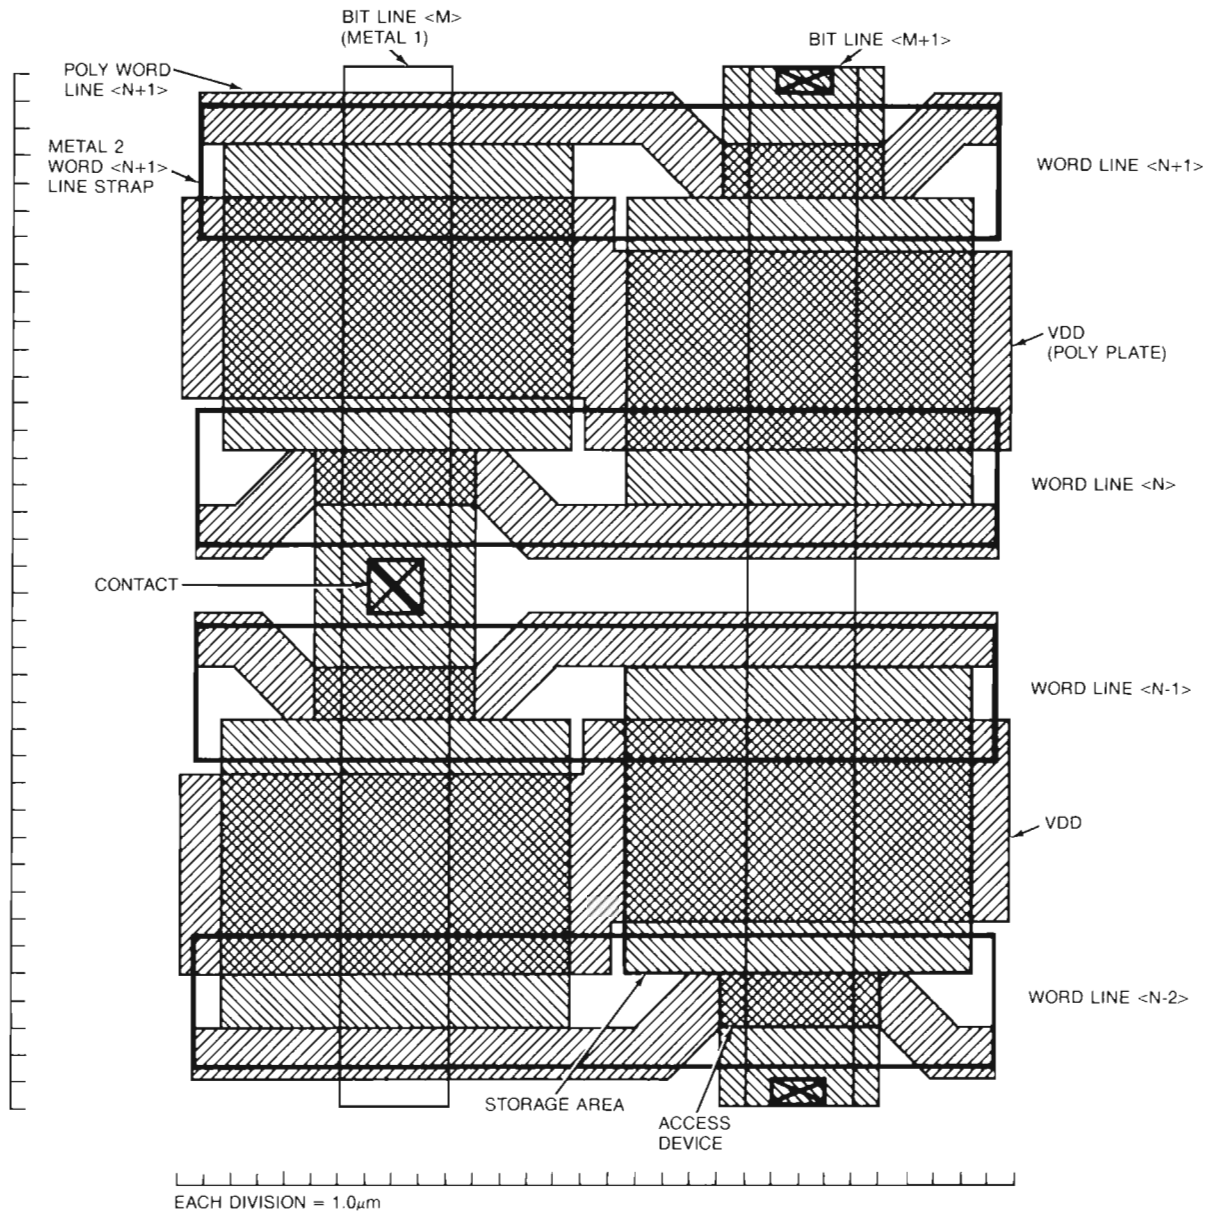 BIT LINE <M>
(METAL 1)
BIT LINE <M+1>
POLY WORD
LINE <N+1>
METAL 2
WORD <N+1>
LINE STRAP
WORD LINE <N+1>
VDD
(POLY PLATE)
WORD LINE <N>
CONTACT
WORD LINE <N-1>
VDD
WORD LINE <N-2>
STORAGE AREA
ACCESS
DEVICE
EACH DIVISION = 1.0μm